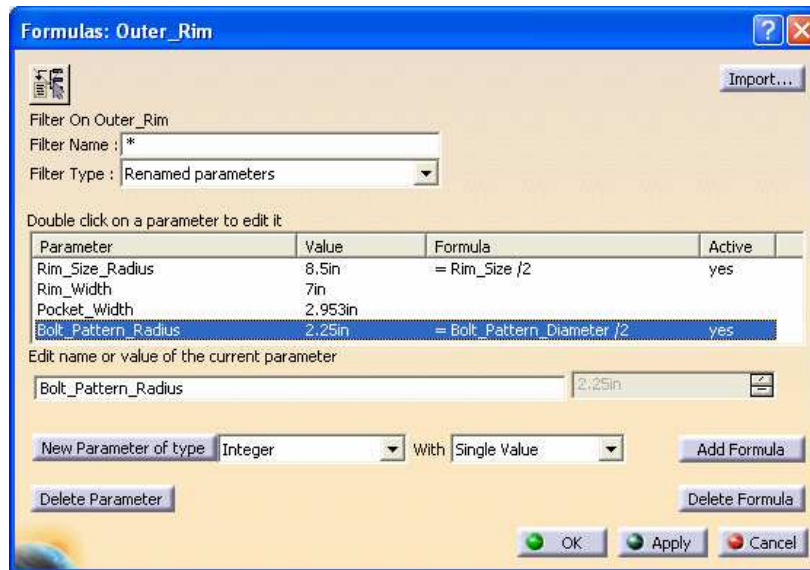 Formulas: Outer_Rim
Import...
Filter On Outer_Rim
Filter Name : *
Filter Type : Renamed parameters
Double click on a parameter to edit it
Parameter Value Formula Active
Rim_Size_Radius 8.5in = Rim_Size /2 yes
Rim_Width 7in
Pocket_Width 2.953in
Bolt_Pattern_Radius 2.25in = Bolt_Pattern_Diameter /2 yes
Edit name or value of the current parameter
Bolt_Pattern_Radius 2.25in
New Parameter of type Integer With Single Value Add Formula
Delete Parameter Delete Formula
OK Apply Cancel